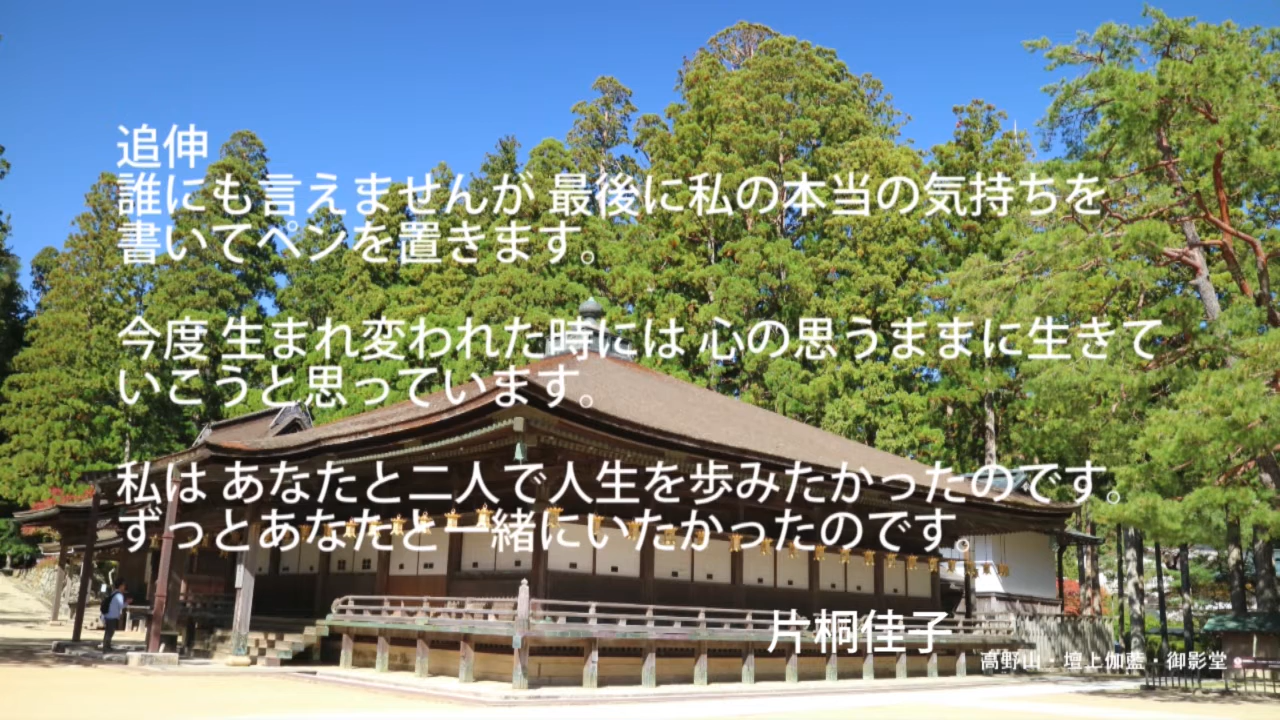 追伸
誰にも言えませんが 最後に私の本当の気持ちを
書いてペンを置きます。
今度 生まれ変われた時には 心の思うままに生きて
いこうと思っています。
私は あなたと二人で人生を歩みたかったのです。
ずっとあなたと一緒にいたかったのです。
片桐佳子
高野山・壇上伽藍・御影堂